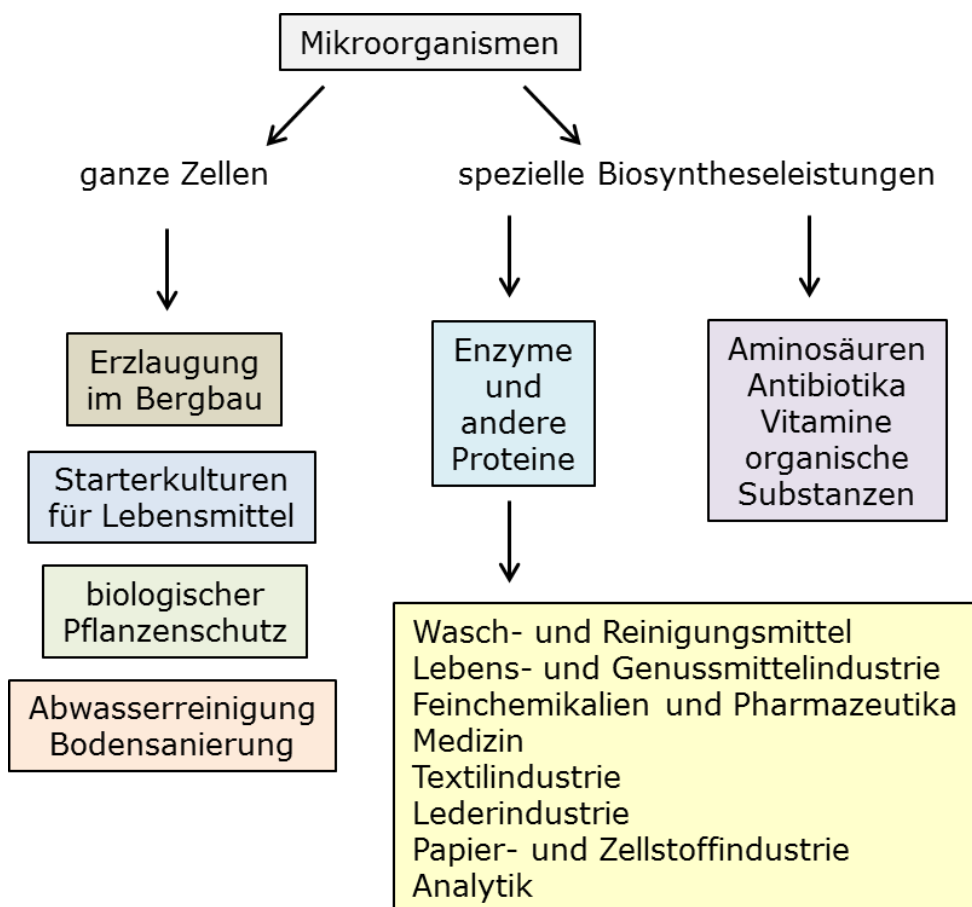 Mikroorganismen
ganze Zellen
spezielle Biosyntheseleistungen
Erzlaugung
im Bergbau
Starterkulturen
für Lebensmittel
biologischer
Pflanzenschutz
Abwasserreinigung
Bodensanierung
Enzyme
und
andere
Proteine
Aminosäuren
Antibiotika
Vitamine
organische
Substanzen
Wasch- und Reinigungsmittel
Lebens- und Genussmittelindustrie
Feinchemikalien und Pharmazeutika
Medizin
Textilindustrie
Lederindustrie
Papier- und Zellstoffindustrie
Analytik